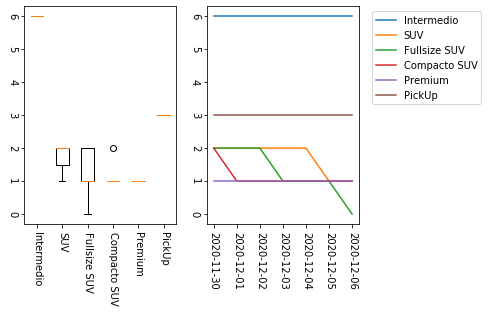 6
5
4
3
2
1
0
Intermedio
SUV
Fullsize SUV
Compacto SUV
Premium
PickUp
6
5
4
3
2
1
0
2020-11-30
2020-12-01
2020-12-02
2020-12-03
2020-12-04
2020-12-05
2020-12-06
Intermedio
SUV
Fullsize SUV
Compacto SUV
Premium
PickUp